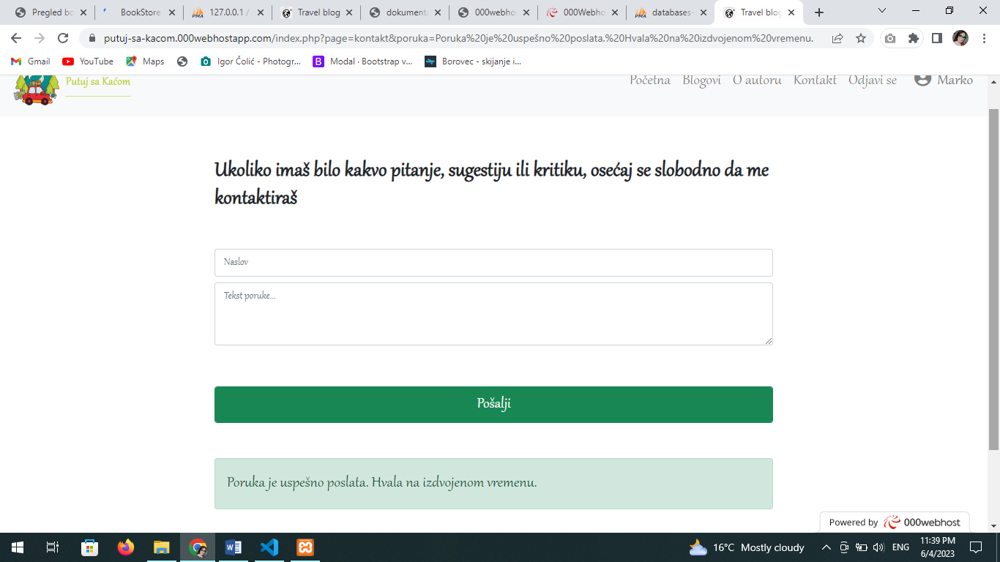 Pregled bo
BookStore
127.0.0.1 /
Travel blog
dokument
000webho
000Webho
databases-
Travel blog
putuj-sa-kacom.000webhostapp.com/index.php?page=kontakt&poruka=Poruka%20je%20uspešno%20poslata.%20Hvala%20na%20izdvojenom%20vremenu.
Gmail
YouTube
Maps
Igor Čolić - Photogr...
B
Modal · Bootstrap v...
Borovec - skijanje i...
Putuj sa Kaćom
Početna
Blogovi
O autoru
Kontakt
Odjavi se
Marko
Ukoliko imaš bilo kakvo pitanje, sugestiju ili kritiku, osećaj se slobodno da me
kontaktiraš
Naslov
Tekst poruke...
Pošalji
Poruka je uspešno poslata. Hvala na izdvojenom vremenu.
Powered by 000webhost
16°C Mostly cloudy
ENG
11:39 PM
6/4/2023